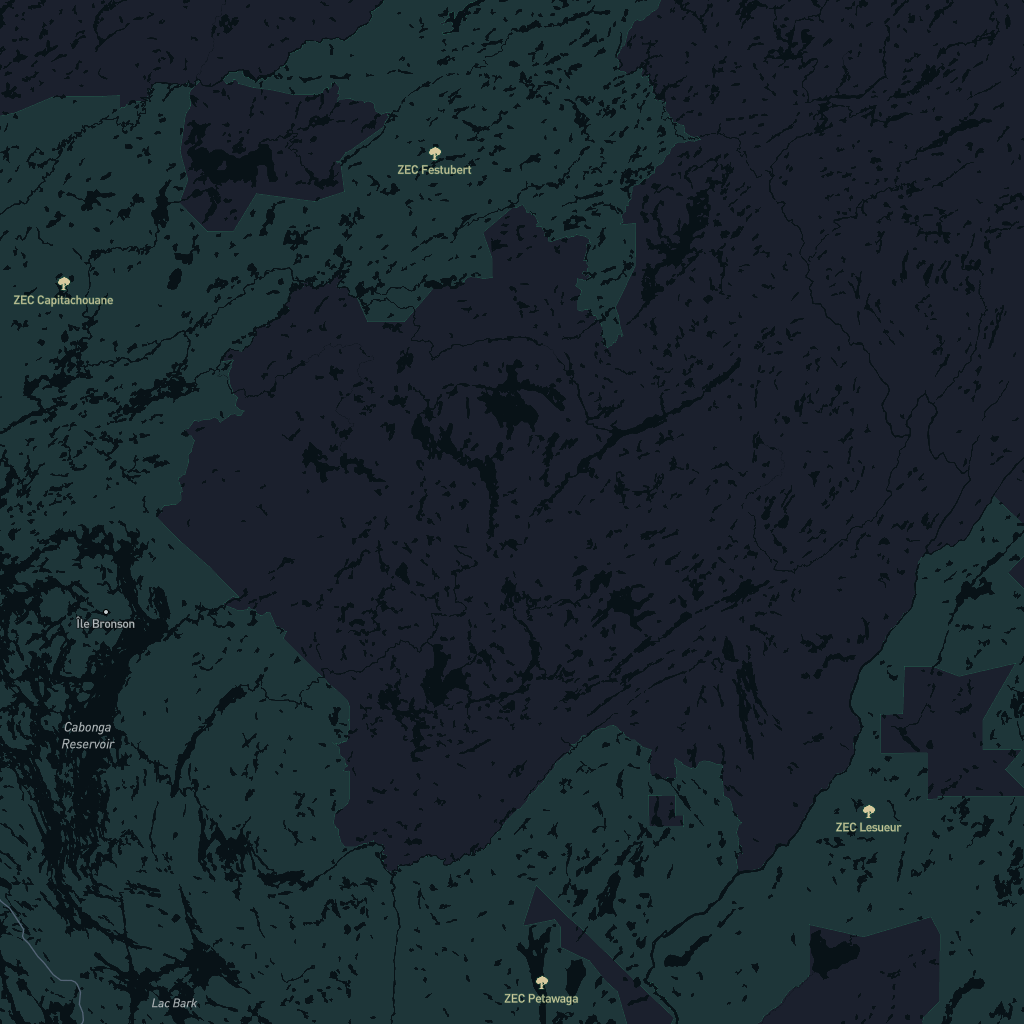 ZEC Festubert
ZEC Capitachouane
Île Bronson
Cabonga
Reservoir
ZEC Lesueur
ZEC Petawaga
Lac Bark